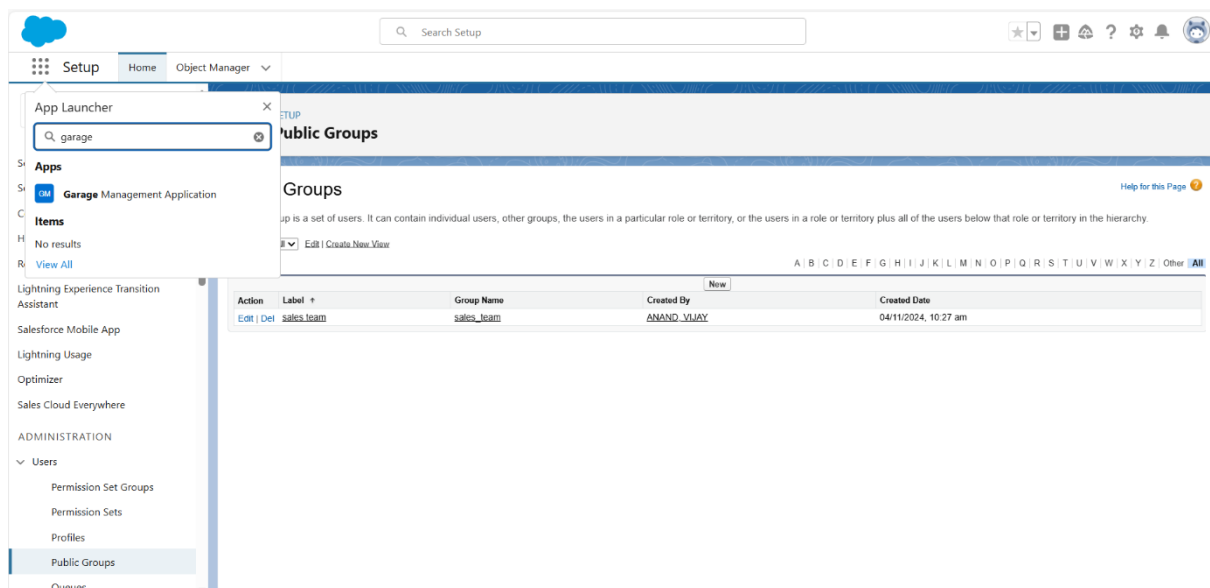 Search Setup
Setup
Home
Object Manager
App Launcher
garage
Apps
GM
Garage Management Application
Items
No results
View All
Lightning Experience Transition
Assistant
Salesforce Mobile App
Lightning Usage
Optimizer
Sales Cloud Everywhere
ADMINISTRATION
Users
Permission Set Groups
Permission Sets
Profiles
Public Groups
Queues
ETUP
Public Groups
Groups
Help for this Page
up is a set of users. It can contain individual users, other groups, the users in a particular role or territory, or the users in a role or territory plus all of the users below that role or territory in the hierarchy.
Edit | Create New View
A | B | C | D | E | F | G | H | I | J | K | L | M | N | O | P | Q | R | S | T | U | V | W | X | Y | Z | Other | All
New
Action Label ↑ Group Name Created By Created Date
Edit | Del sales team sales_team ANAND, VIJAY 04/11/2024, 10:27 am